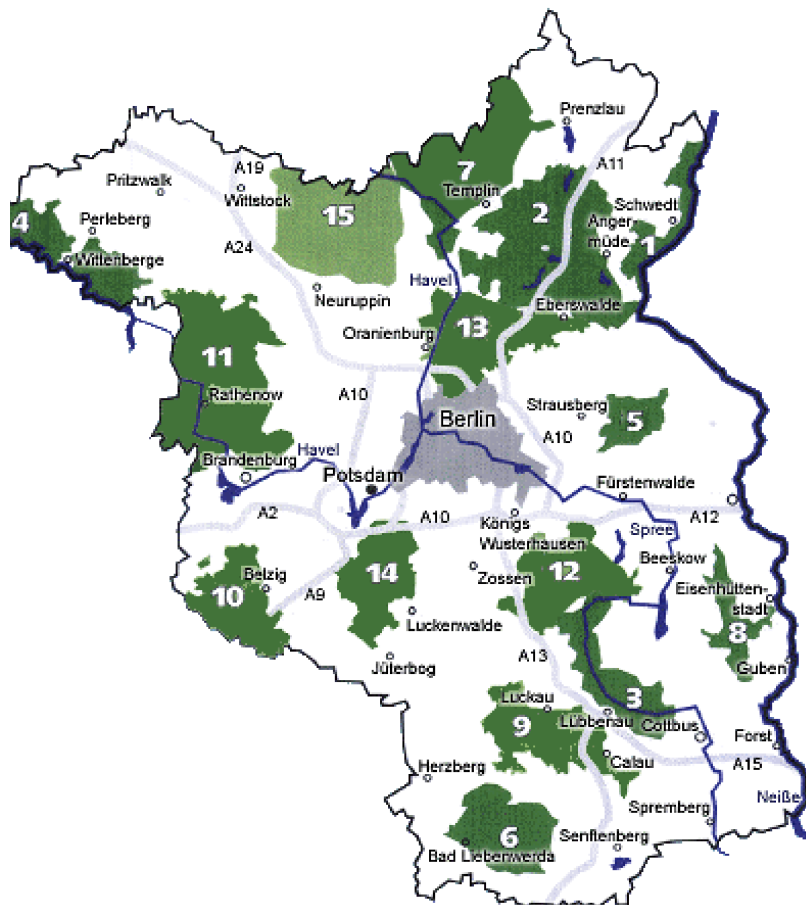 Prenzlau
A19
7
A11
Pritzwalk
Wittstock
15
Templin
2
Schwedt
4
Perleberg
Anger-
müde
1
A24
Wittenberge
Havel
Neuruppin
Eberswalde
13
Oranienburg
11
A10
Rathenow
Berlin
Strausberg
5
A10
Havel
Brandenburg
Potsdam
Fürstenwalde
A2
A10
Königs
Wusterhausen
A12
Spree
Beeskow
14
12
Belzig
10
Zossen
A9
Eisenhütten-
stadt
Luckenwalde
8
Jüterbog
A13
Guben
Luckau
3
9
Lübbenau
Cottbus
Forst
Calau
A15
Herzberg
Neiße
Spremberg
6
Senftenberg
Bad Liebenwerda